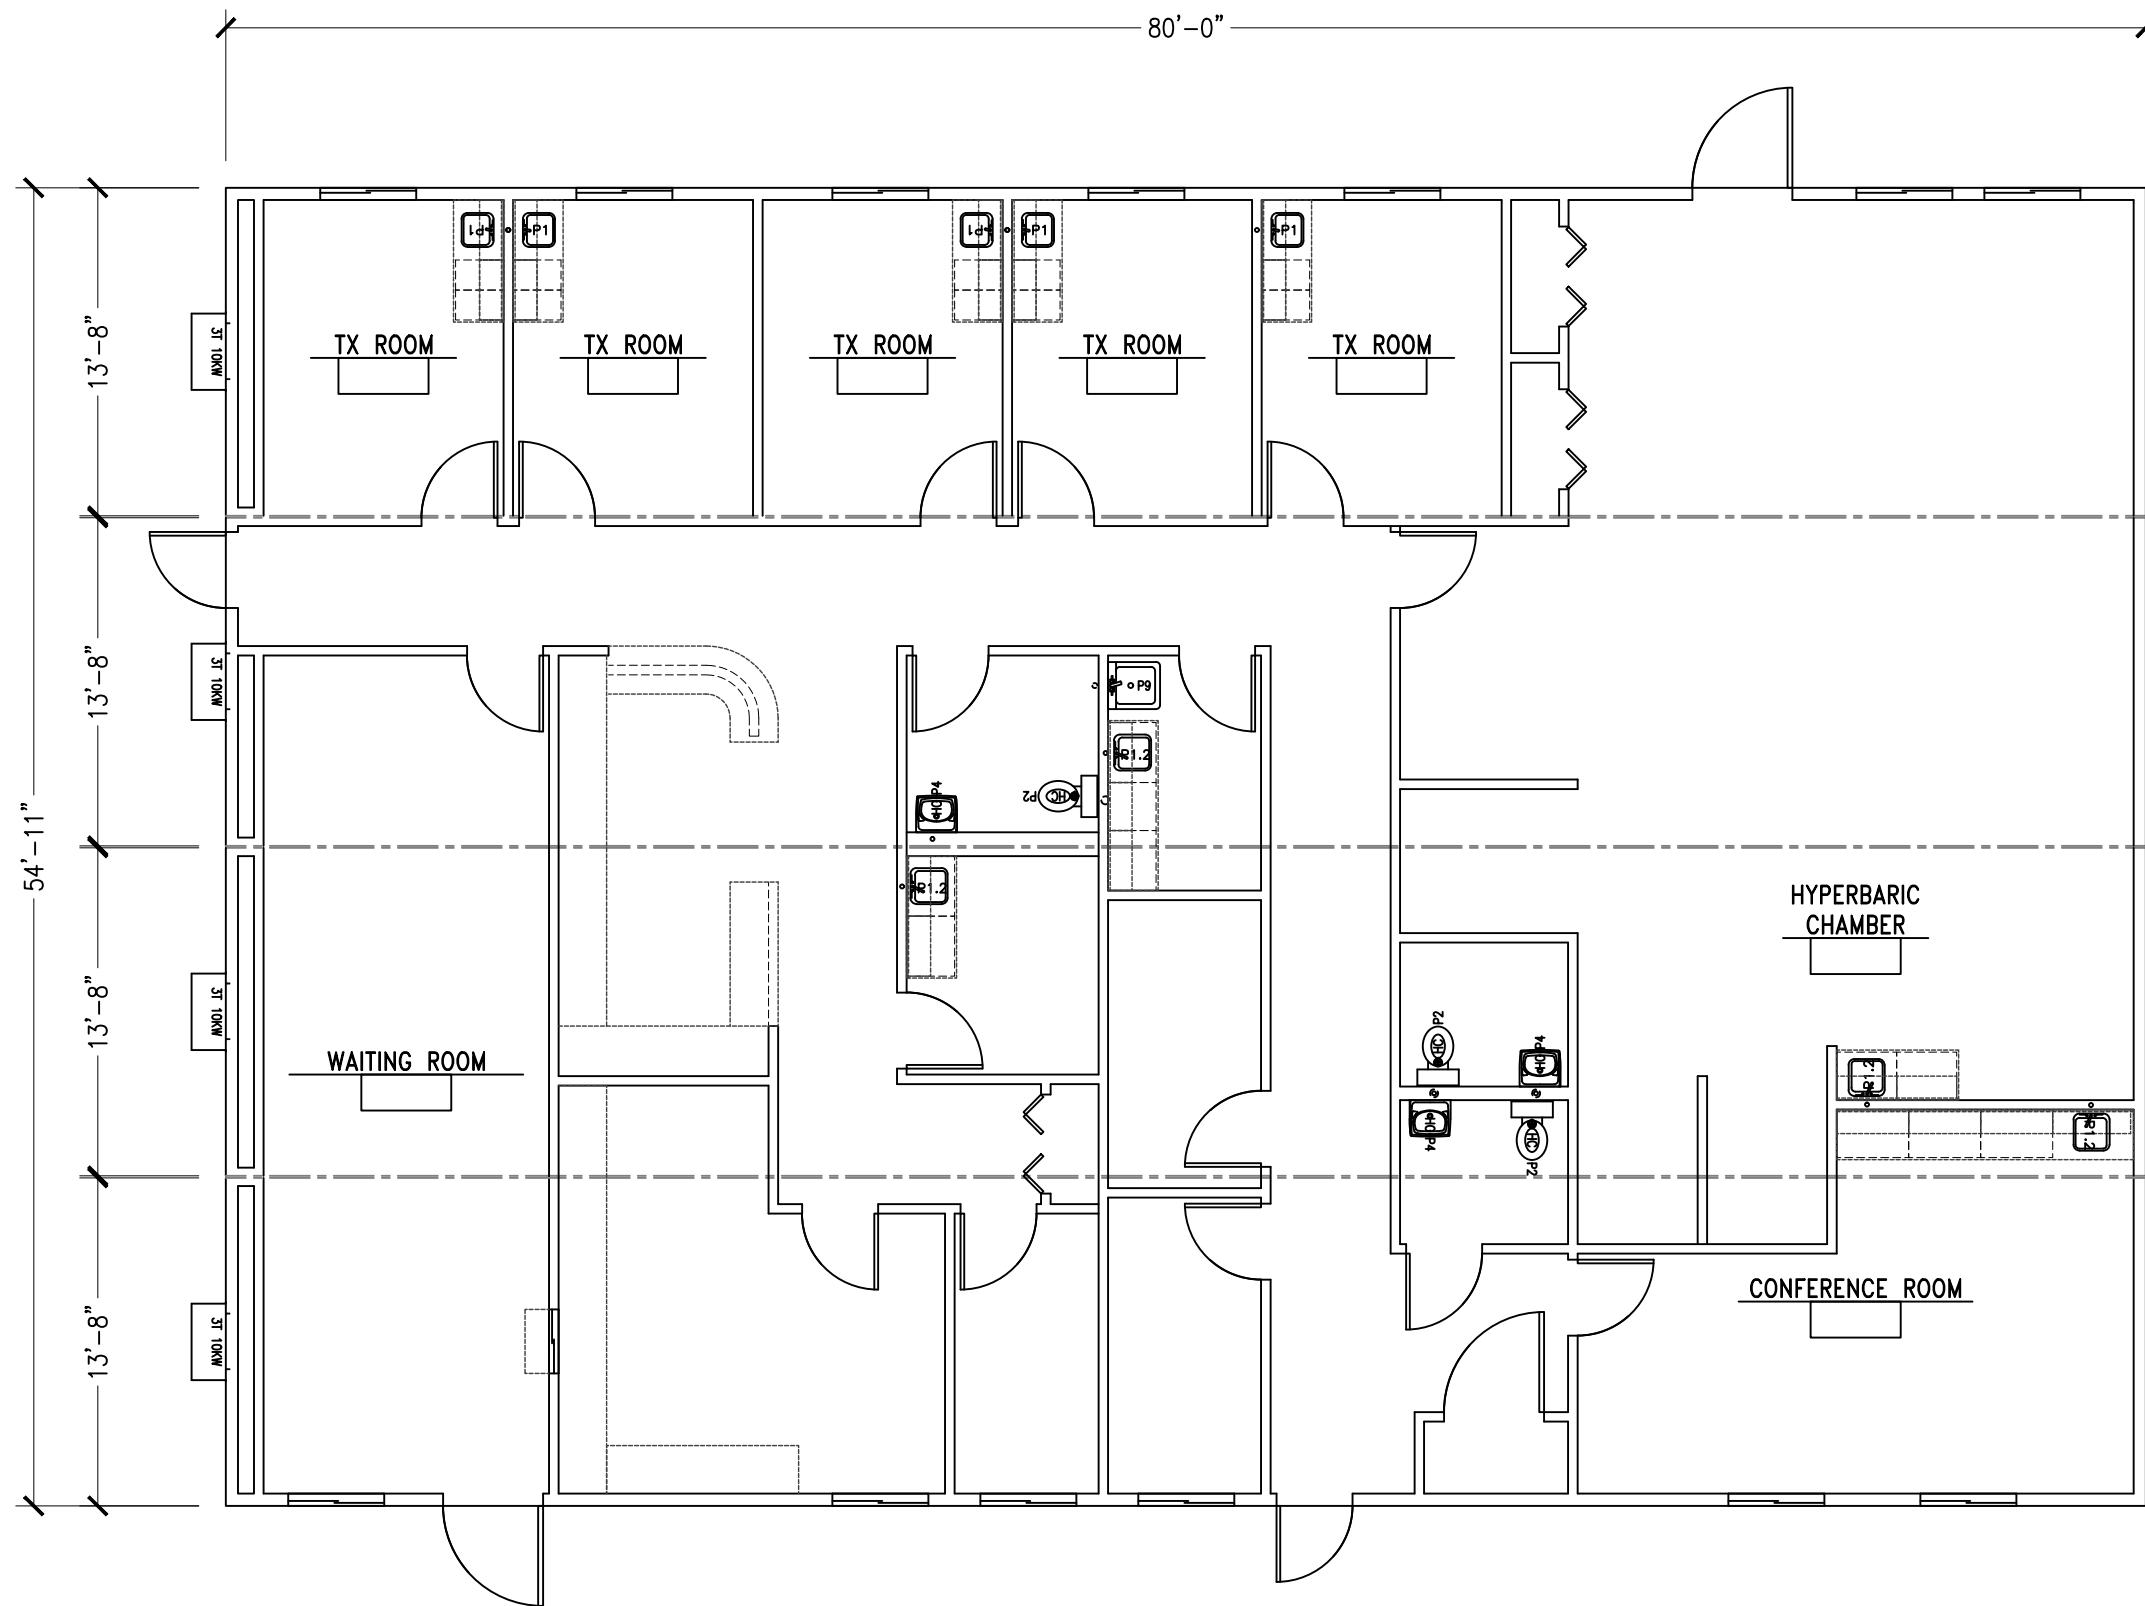 80'-0"
54'-11"
13'-8"
13'-8"
13'-8"
13'-8"
3T 10KW
3T 10KW
3T 10KW
3T 10KW
P1
P1
P1
P1
P1
TX ROOM
TX ROOM
TX ROOM
TX ROOM
TX ROOM
P9
P1.2
HC P4
HC
P2
P1.2
HYPERBARIC
CHAMBER
P2
HC
HC P4
HC P4
HC
P2
P1.2
P1.2
WAITING ROOM
CONFERENCE ROOM